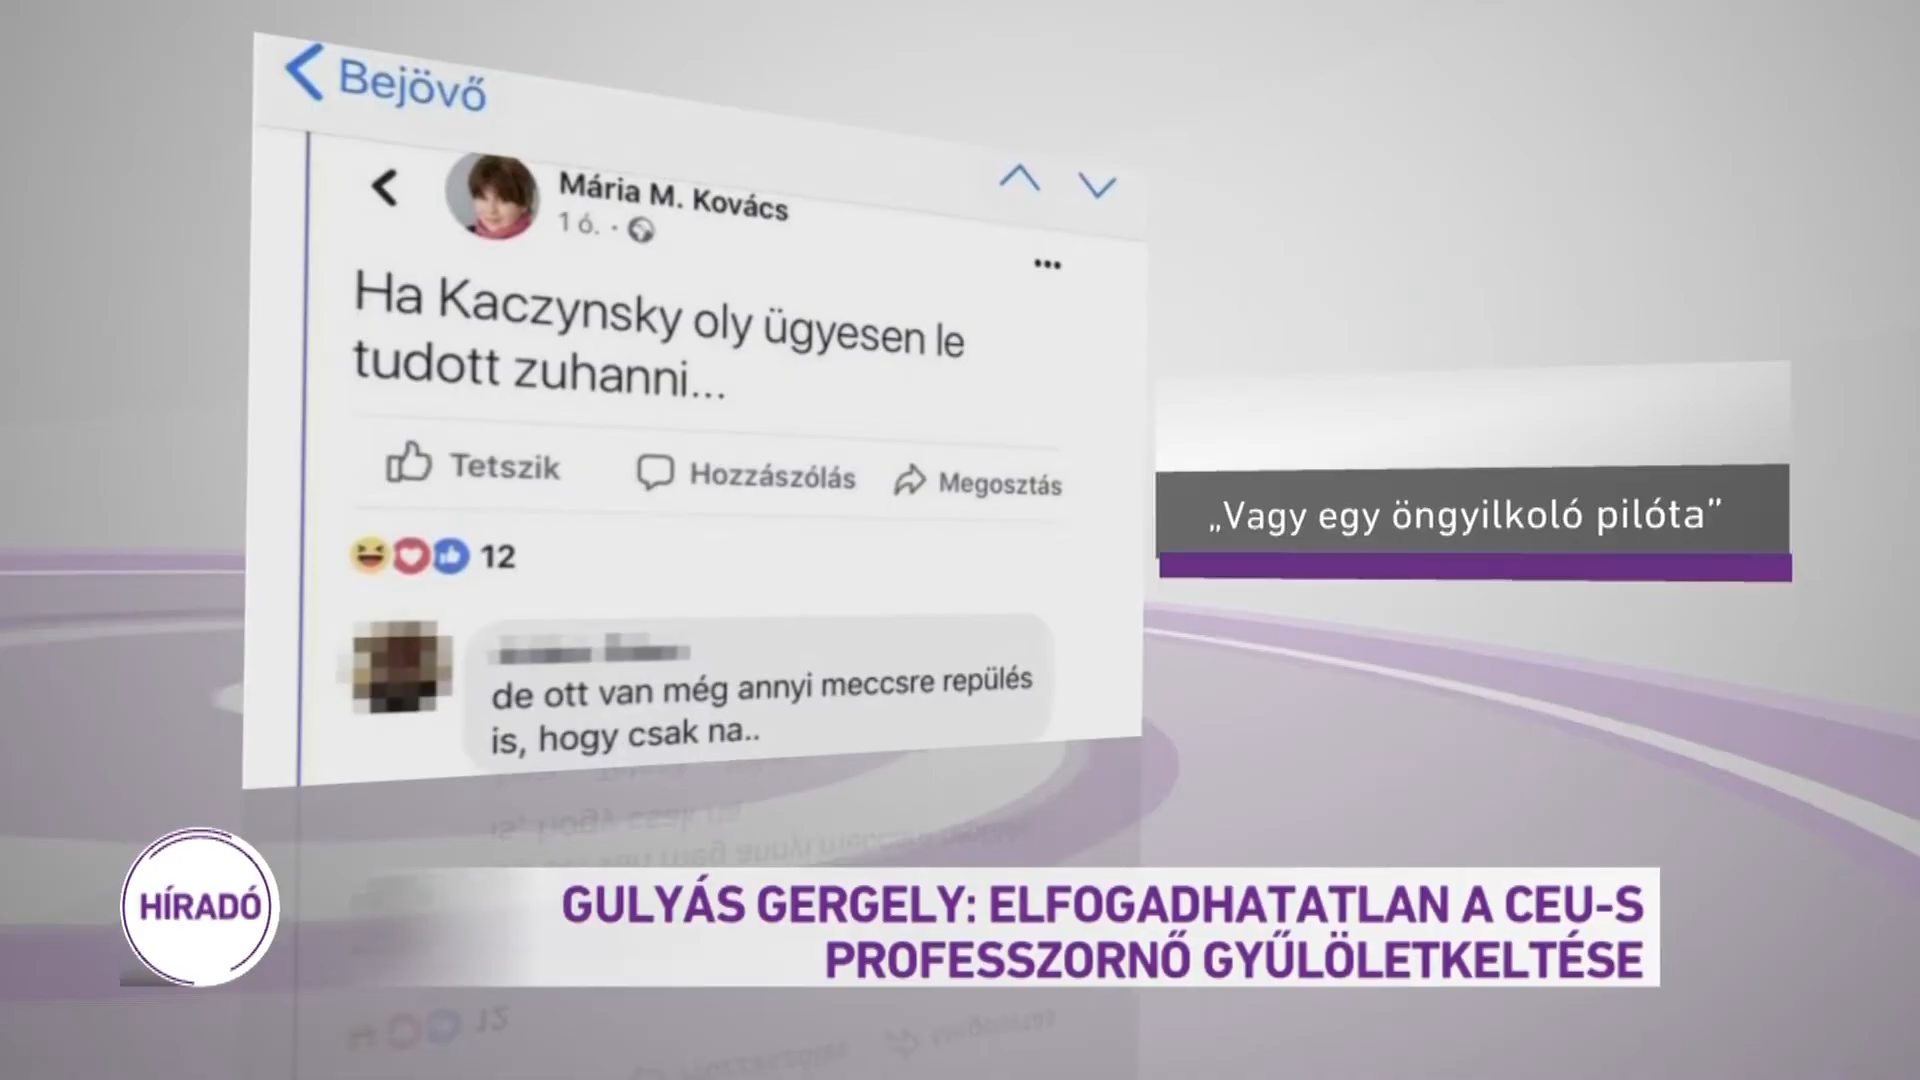 Bejövő
Mária M. Kovács
1 ó. ·
Ha Kaczynsky oly ügyesen le
tudott zuhanni...
Tetszik
Hozzászólás
Megosztás
12
de ott van még annyi meccsre repülés
is, hogy csak na..
„Vagy egy öngyilkoló pilóta”
HÍRADÓ
GULYÁS GERGELY: ELFOGADHATATLAN A CEU-S
PROFESSZORNŐ GYŰLÖLETKELTÉSE